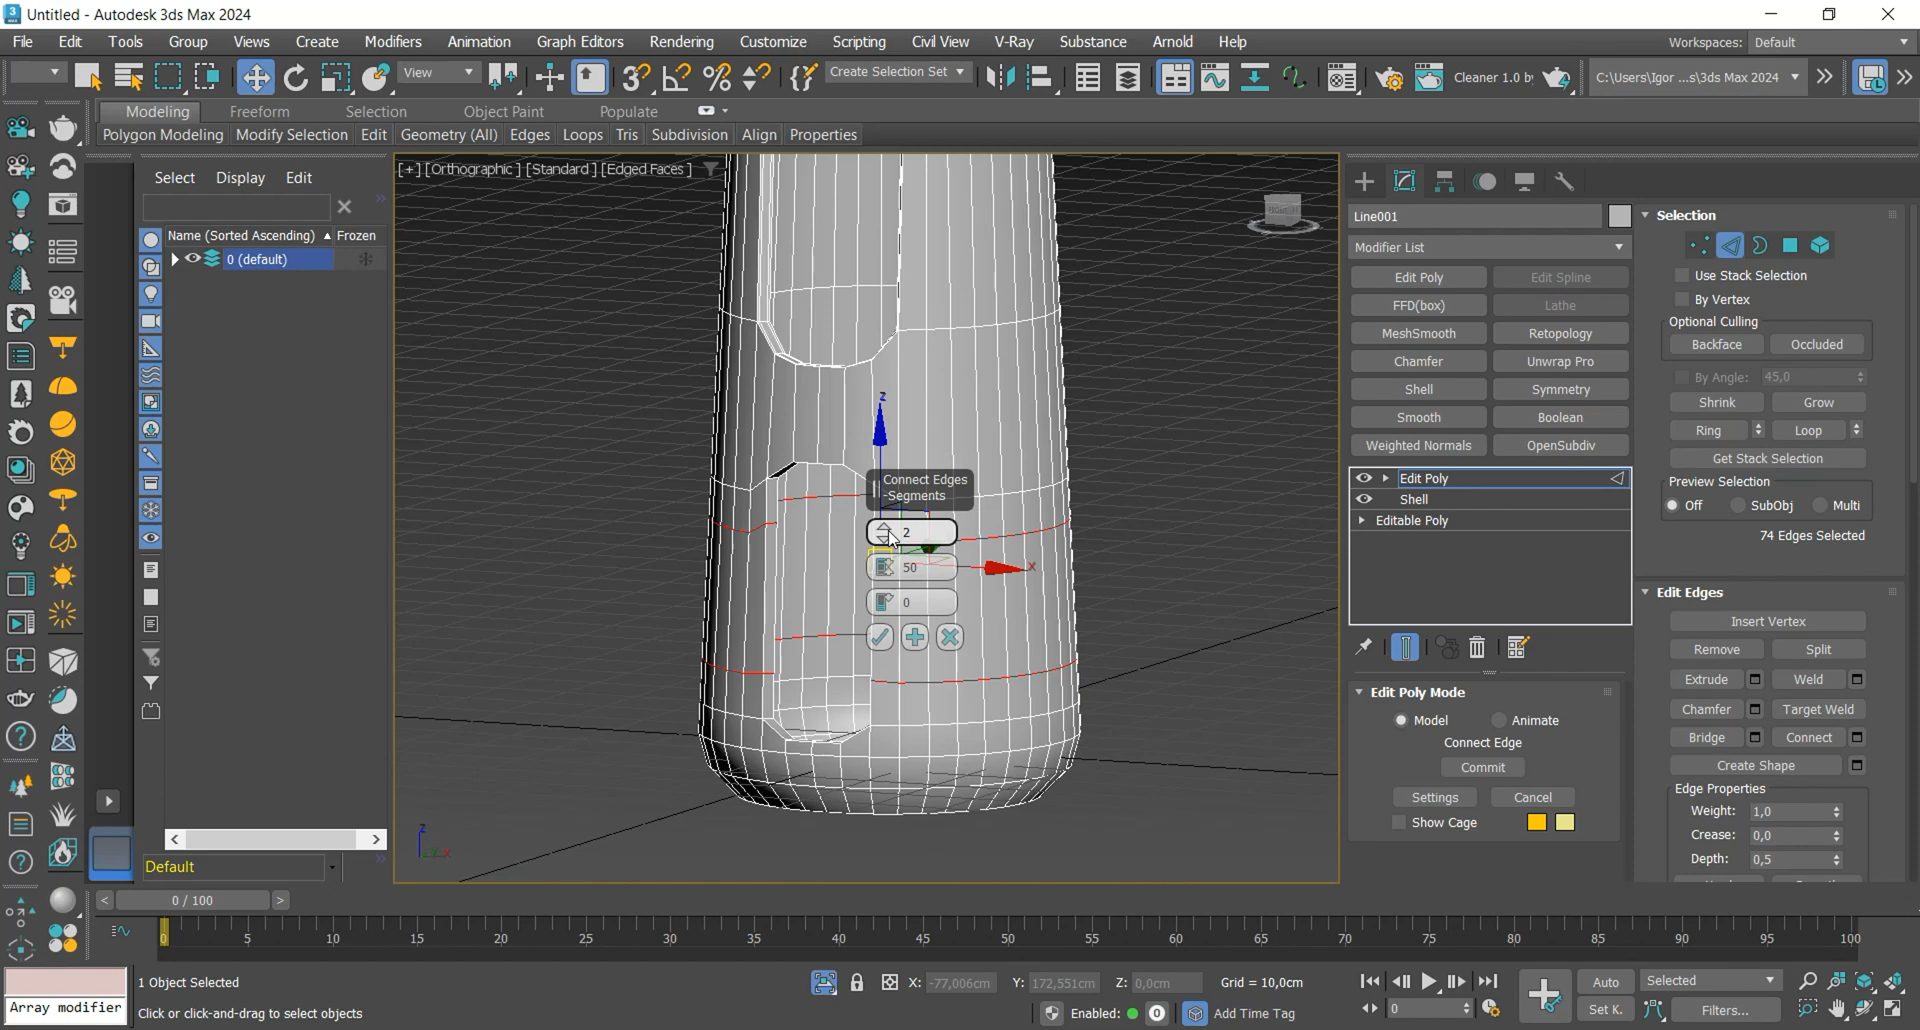 Untitled - Autodesk 3ds Max 2024
File Edit Tools Group Views Create Modifiers Animation Graph Editors Rendering Customize Scripting Civil View V-Ray Substance Arnold Help Workspaces: Default
View Create Selection Set Cleaner 1.0 by C:\Users\Igor ...s\3ds Max 2024
Modeling Freeform Selection Object Paint Populate
Polygon Modeling Modify Selection Edit Geometry (All) Edges Loops Tris Subdivision Align Properties
Select Display Edit
Name (Sorted Ascending) Frozen
0 (default)
Default
[+] [Orthographic ] [Standard ] [Edged Faces ]
z
Connect Edges
-Segments
2
50
0
x
z
Line001
Modifier List
Edit Poly Edit Spline
FFD(box) Lathe
MeshSmooth Retopology
Chamfer Unwrap Pro
Shell Symmetry
Smooth Boolean
Weighted Normals OpenSubdiv
Edit Poly
Shell
Editable Poly
Edit Poly Mode
Model Animate
Connect Edge
Commit
Settings Cancel
Show Cage
Selection
Use Stack Selection
By Vertex
Optional Culling
Backface Occluded
By Angle: 45,0
Shrink Grow
Ring Loop
Get Stack Selection
Preview Selection
Off SubObj Multi
74 Edges Selected
Edit Edges
Insert Vertex
Remove Split
Extrude Weld
Chamfer Target Weld
Bridge Connect
Create Shape
Edge Properties
Weight: 1,0
Crease: 0,0
Depth: 0,5
< 0 / 100 >
0 5 10 15 20 25 30 35 40 45 50 55 60 65 70 75 80 85 90 95 100
1 Object Selected X: -77,006cm Y: 172,551cm Z: 0,0cm Grid = 10,0cm Auto Selected
Array modifier Click or click-and-drag to select objects Enabled: 0 Add Time Tag 0 Set K. Filters...